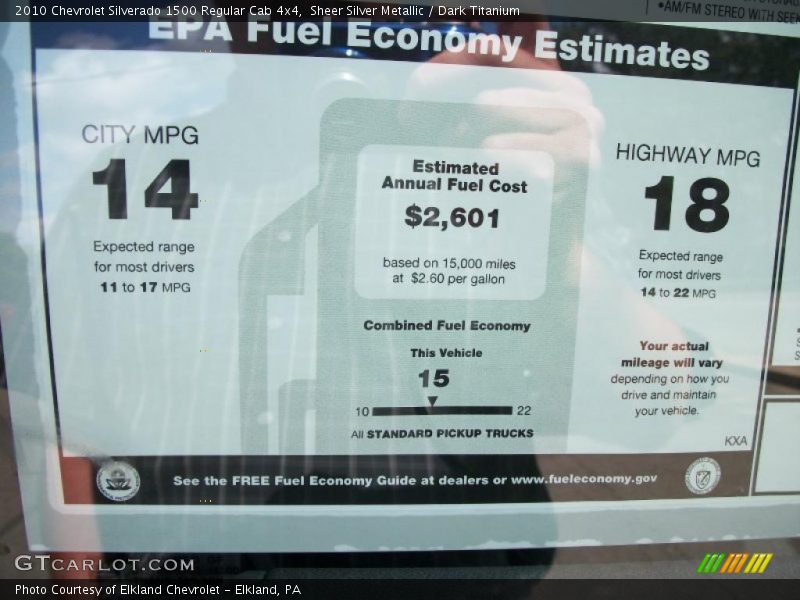 2010 Chevrolet Silverado 1500 Regular Cab 4x4, Sheer Silver Metallic / Dark Titanium
•AM/FM STEREO WITH SEEK
EPA Fuel Economy Estimates
CITY MPG
14
Expected range
for most drivers
11 to 17 MPG
Estimated
Annual Fuel Cost
$2,601
based on 15,000 miles
at $2.60 per gallon
HIGHWAY MPG
18
Expected range
for most drivers
14 to 22 MPG
Combined Fuel Economy
This Vehicle
15
10 22
All STANDARD PICKUP TRUCKS
Your actual
mileage will vary
depending on how you
drive and maintain
your vehicle.
KXA
See the FREE Fuel Economy Guide at dealers or www.fueleconomy.gov
GTCARLOT.COM
Photo Courtesy of Elkland Chevrolet – Elkland, PA